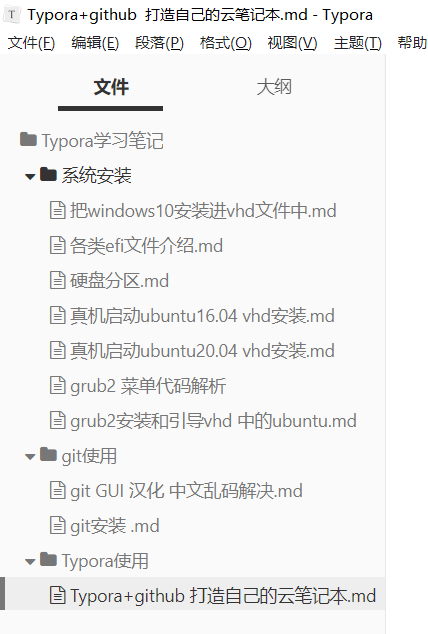 Typora+github 打造自己的云笔记本.md - Typora
文件(F) 编辑(E) 段落(P) 格式(O) 视图(V) 主题(T) 帮助
文件 大纲
Typora学习笔记
系统安装
把windows10安装进vhd文件中.md
各类efi文件介绍.md
硬盘分区.md
真机启动ubuntu16.04 vhd安装.md
真机启动ubuntu20.04 vhd安装.md
grub2 菜单代码解析
grub2安装和引导vhd 中的ubuntu.md
git使用
git GUI 汉化 中文乱码解决.md
git安装 .md
Typora使用
Typora+github 打造自己的云笔记本.md